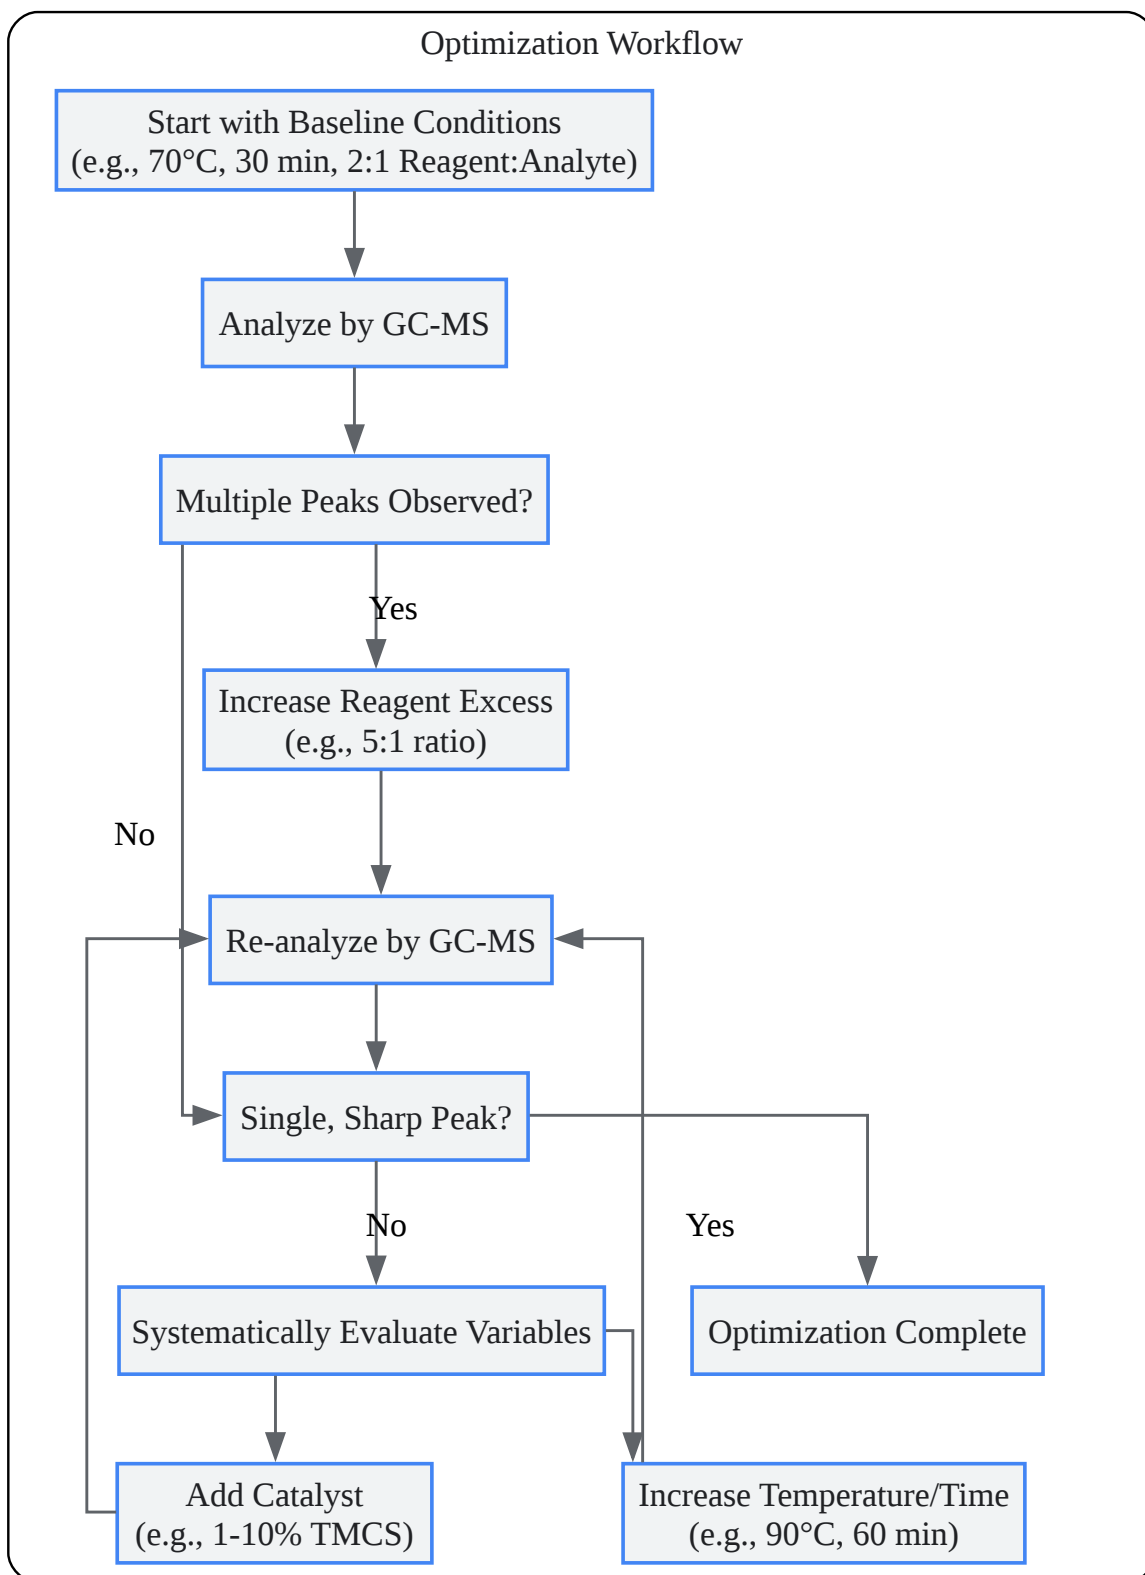 Optimization Workflow
Start with Baseline Conditions
(e.g., 70°C, 30 min, 2:1 Reagent:Analyte)
Analyze by GC-MS
Multiple Peaks Observed?
Yes
Increase Reagent Excess
(e.g., 5:1 ratio)
No
Re-analyze by GC-MS
Single, Sharp Peak?
No
Yes
Systematically Evaluate Variables
Optimization Complete
Add Catalyst
(e.g., 1-10% TMCS)
Increase Temperature/Time
(e.g., 90°C, 60 min)